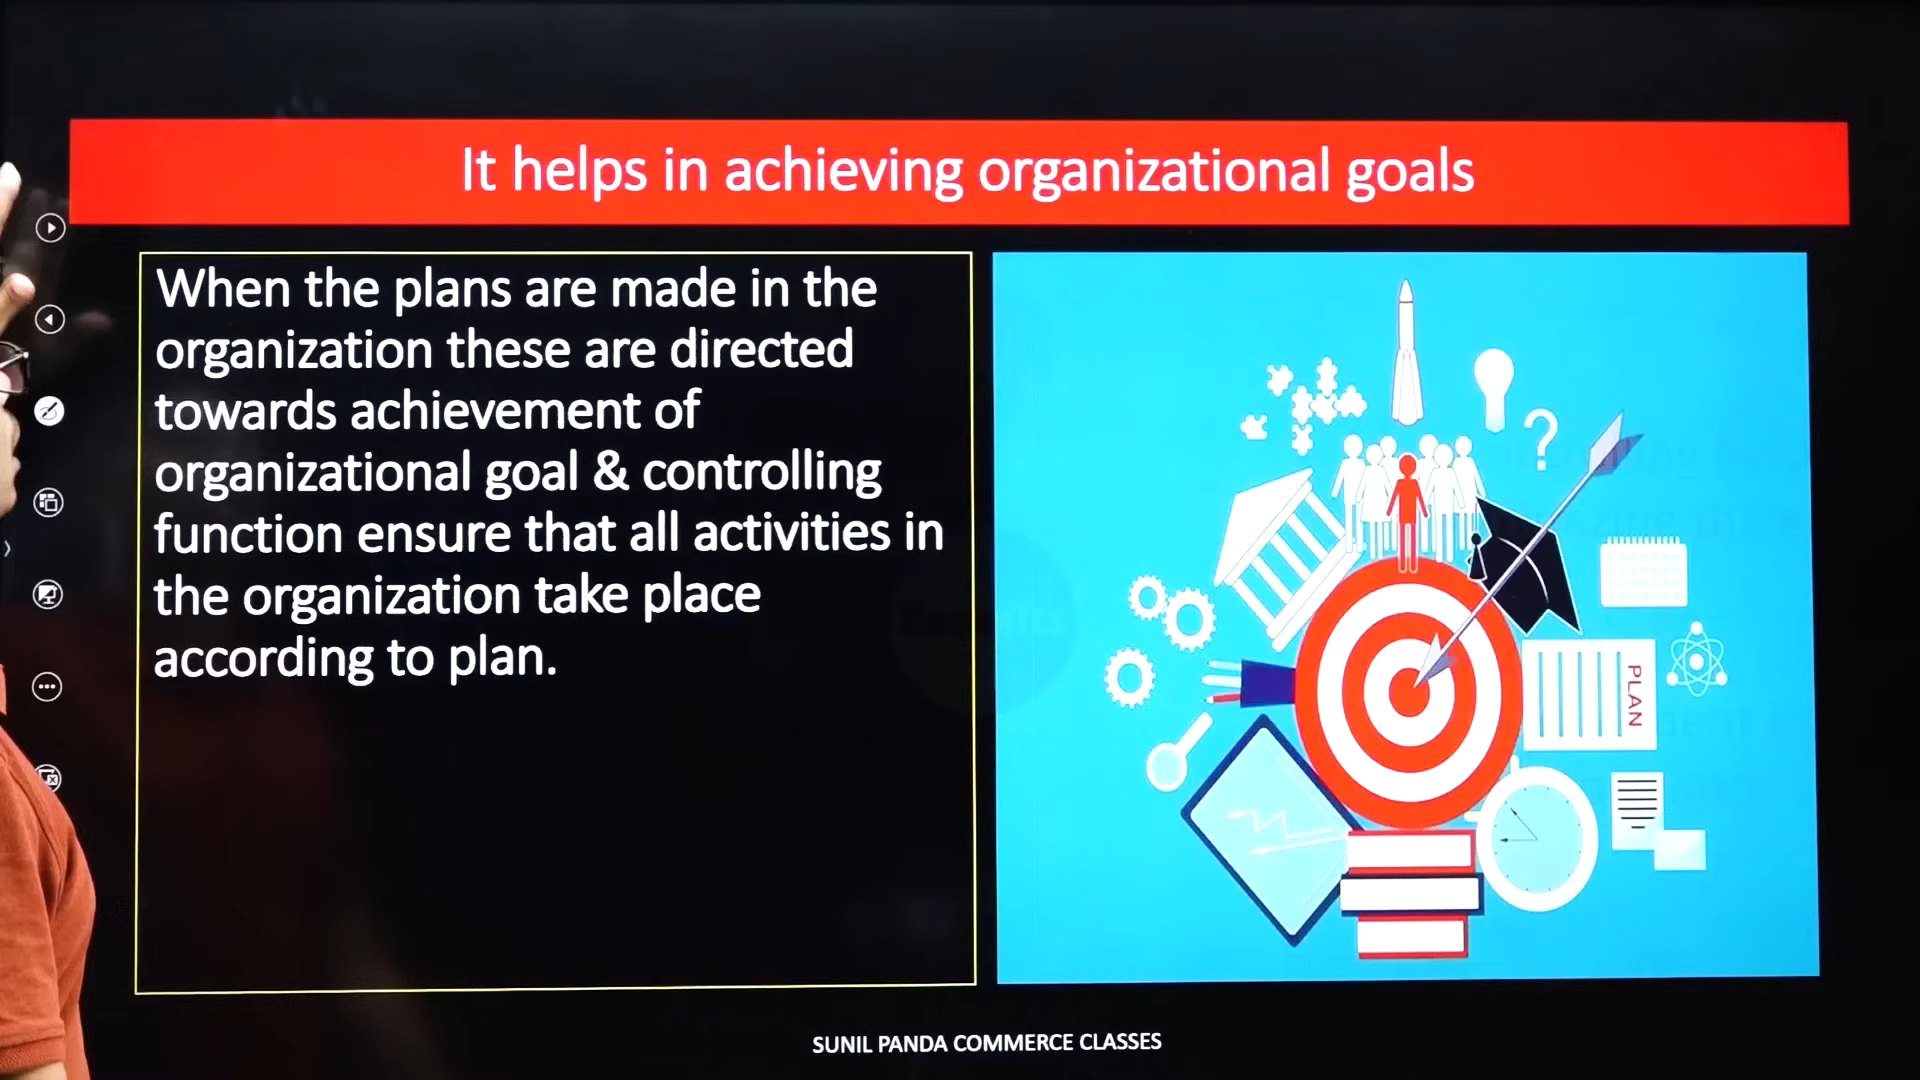 It helps in achieving organizational goals
When the plans are made in the
organization these are directed
towards achievement of
organizational goal & controlling
function ensure that all activities in
the organization take place
according to plan.
?
PLAN
SUNIL PANDA COMMERCE CLASSES